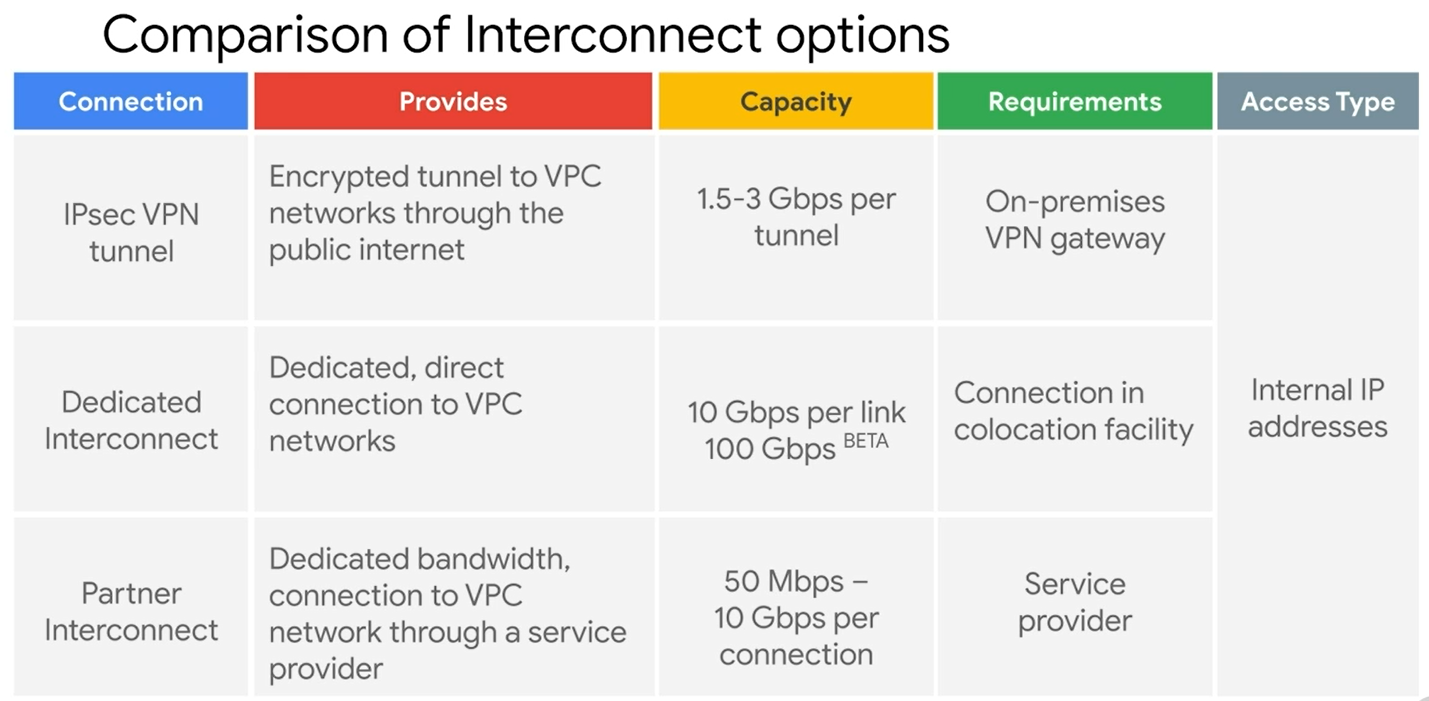 Comparison of Interconnect options
Connection
Provides
Capacity
Requirements
Access Type
IPsec VPN
tunnel
Encrypted tunnel to VPC
networks through the
public internet
1.5-3 Gbps per
tunnel
On-premises
VPN gateway
Internal IP
addresses
Dedicated
Interconnect
Dedicated, direct
connection to VPC
networks
10 Gbps per link
100 Gbps BETA
Connection in
colocation facility
Partner
Interconnect
Dedicated bandwidth,
connection to VPC
network through a service
provider
50 Mbps –
10 Gbps per
connection
Service
provider